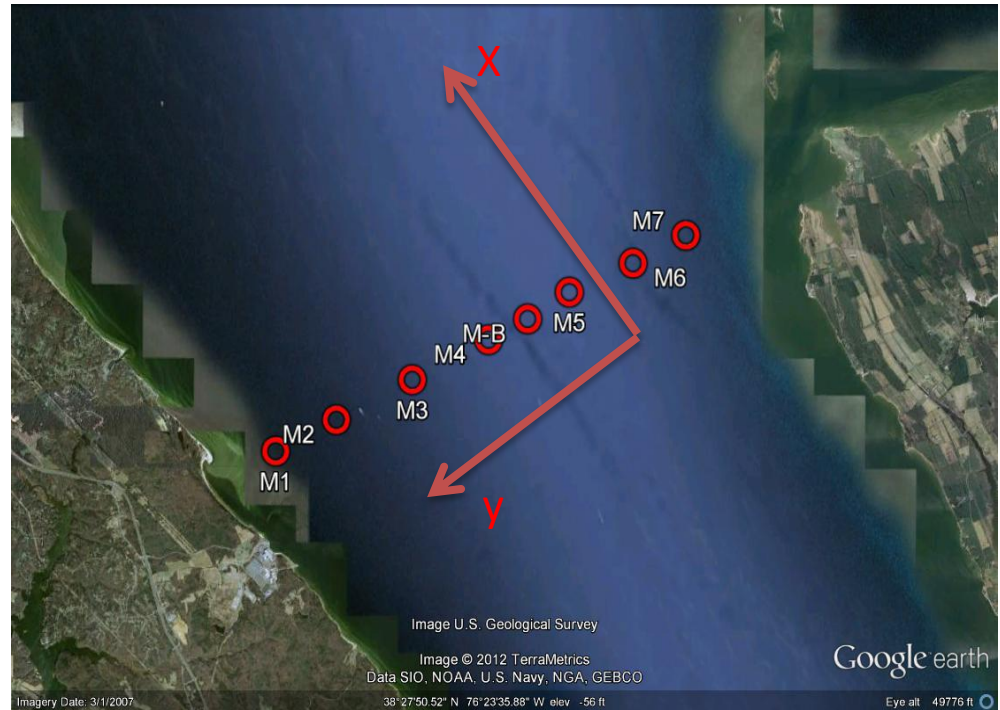 X
M7
M6
M5
M-B
M4
M3
M2
M1
y
Image U.S. Geological Survey
Image © 2012 TerraMetrics
Data SIO, NOAA, U.S. Navy, NGA, GEBCO
Google earth
Imagery Date: 3/1/2007
38°27'50.52" N 76°23'35.88" W elev -56 ft
Eye alt 49776 ft